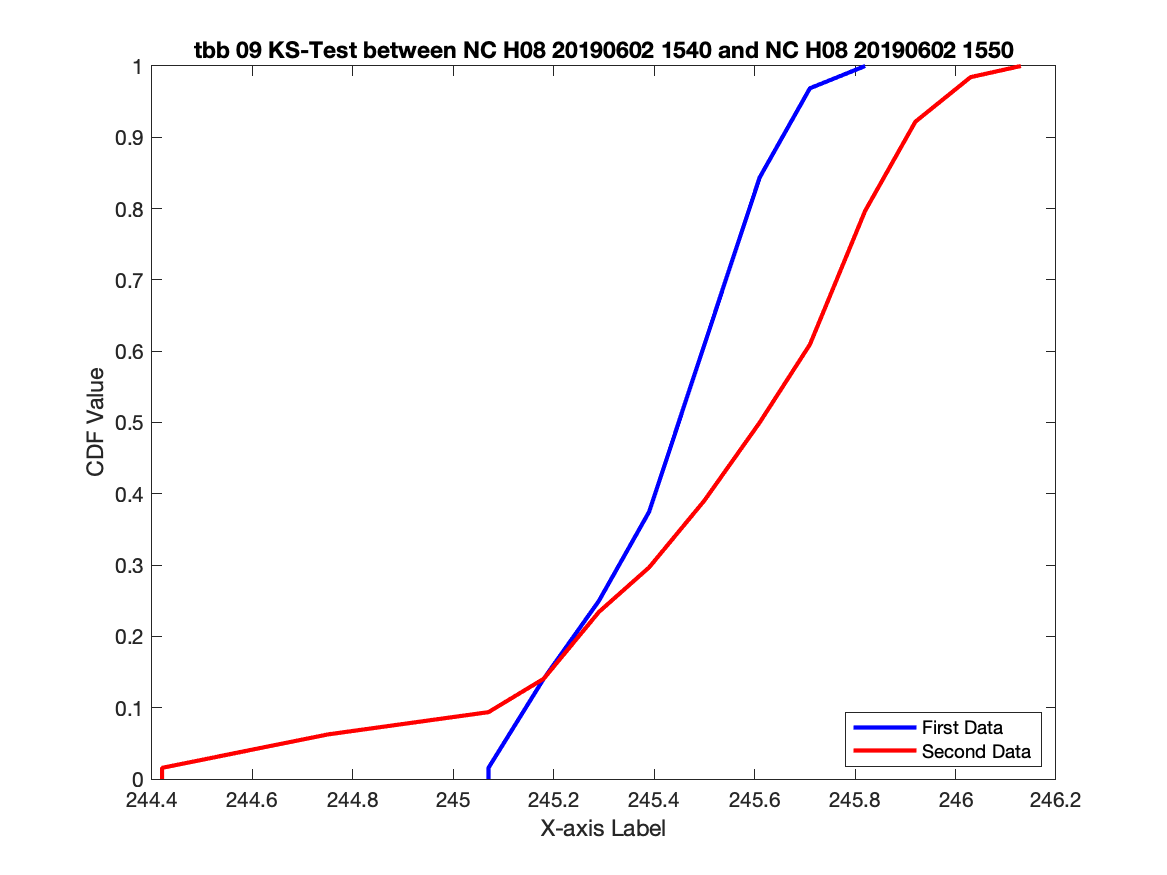 tbb 09 KS-Test between NC H08 20190602 1540 and NC H08 20190602 1550
1
0.9
0.8
0.7
0.6
0.5
0.4
0.3
0.2
0.1
0
CDF Value
244.4 244.6 244.8 245 245.2 245.4 245.6 245.8 246 246.2
X-axis Label
First Data
Second Data